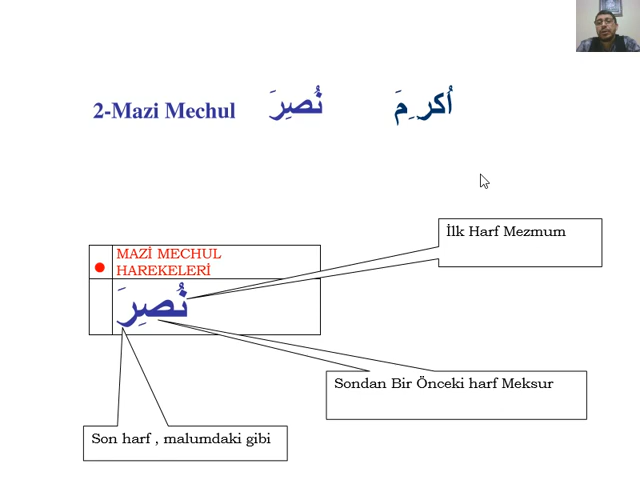 2-Mazi Mechul نُصِرَ اُكرِمَ
İlk Harf Mezmum
MAZİ MECHUL
HAREKELERİ
نُصِرَ
Sondan Bir Önceki harf Meksur
Son harf , malumdaki gibi